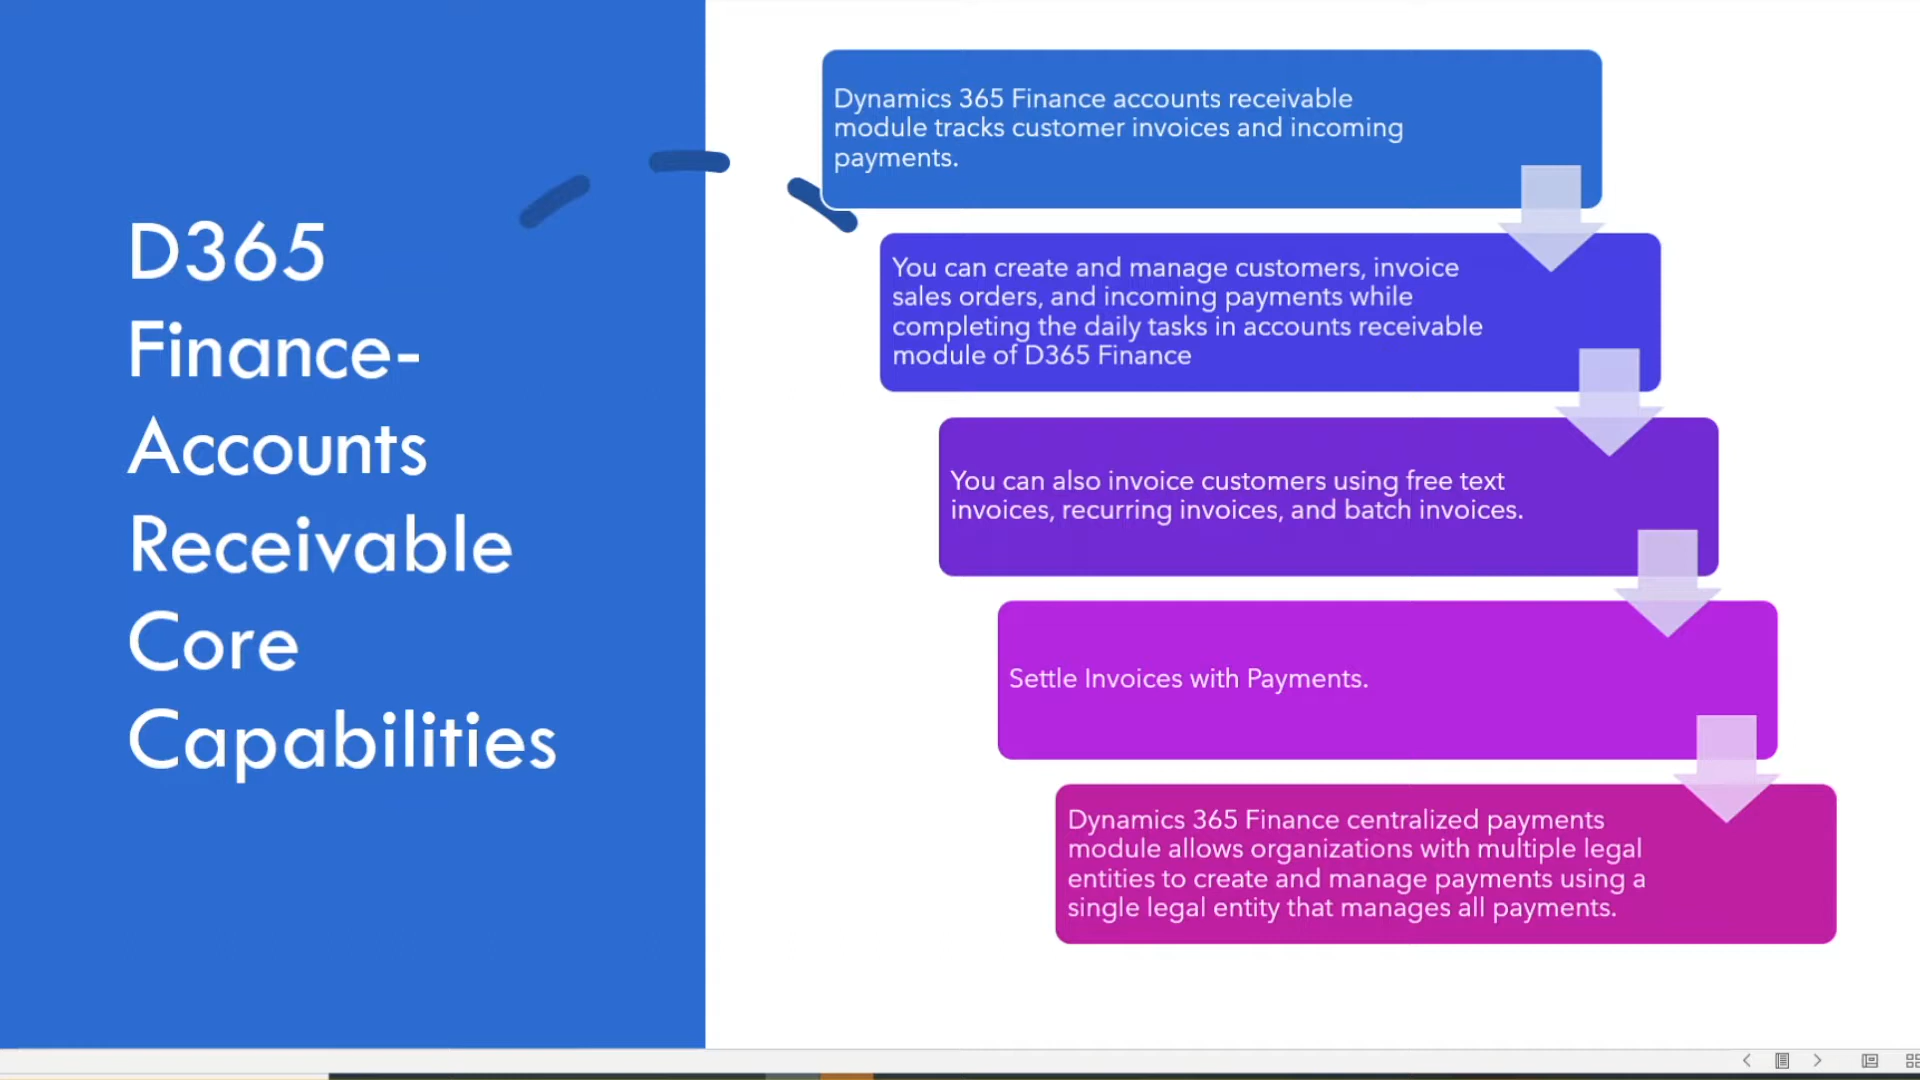 D365
Finance-
Accounts
Receivable
Core
Capabilities
Dynamics 365 Finance accounts receivable
module tracks customer invoices and incoming
payments.
You can create and manage customers, invoice
sales orders, and incoming payments while
completing the daily tasks in accounts receivable
module of D365 Finance
You can also invoice customers using free text
invoices, recurring invoices, and batch invoices.
Settle Invoices with Payments.
Dynamics 365 Finance centralized payments
module allows organizations with multiple legal
entities to create and manage payments using a
single legal entity that manages all payments.